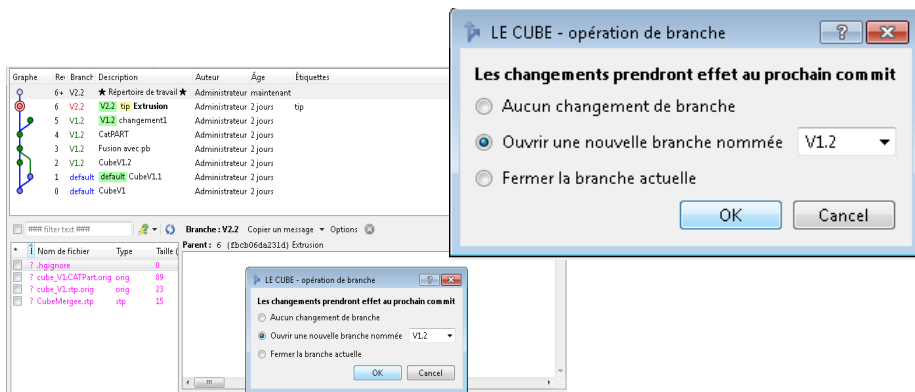 Graphe Rev Branch Description Auteur Âge Étiquettes
6+ V2.2 ★ Répertoire de travail ★ Administrateur maintenant
6 V2.2 V2.2 tip Extrusion Administrateur 2 jours tip
5 V1.2 V1.2 changement1 Administrateur 2 jours
4 V1.2 CatPART Administrateur 2 jours
3 V1.2 Fusion avec pb Administrateur 2 jours
2 V1.2 CubeV1.2 Administrateur 2 jours
1 default default CubeV1.1 Administrateur 2 jours
0 default CubeV1 Administrateur 2 jours
### filter text ###
Branche : V2.2 Copier un message Options
Parent : 6 (fbcb06da231d) Extrusion
* ? Nom de fichier Type Taille (
? .hgignore 0
? cube_V1.CATPart.orig orig 89
? cube_V1.stp.orig orig 23
? CubeMergee.stp stp 15
LE CUBE - opération de branche
Les changements prendront effet au prochain commit
Aucun changement de branche
Ouvrir une nouvelle branche nommée V1.2
Fermer la branche actuelle
OK Cancel
LE CUBE - opération de branche
Les changements prendront effet au prochain commit
Aucun changement de branche
Ouvrir une nouvelle branche nommée V1.2
Fermer la branche actuelle
OK Cancel